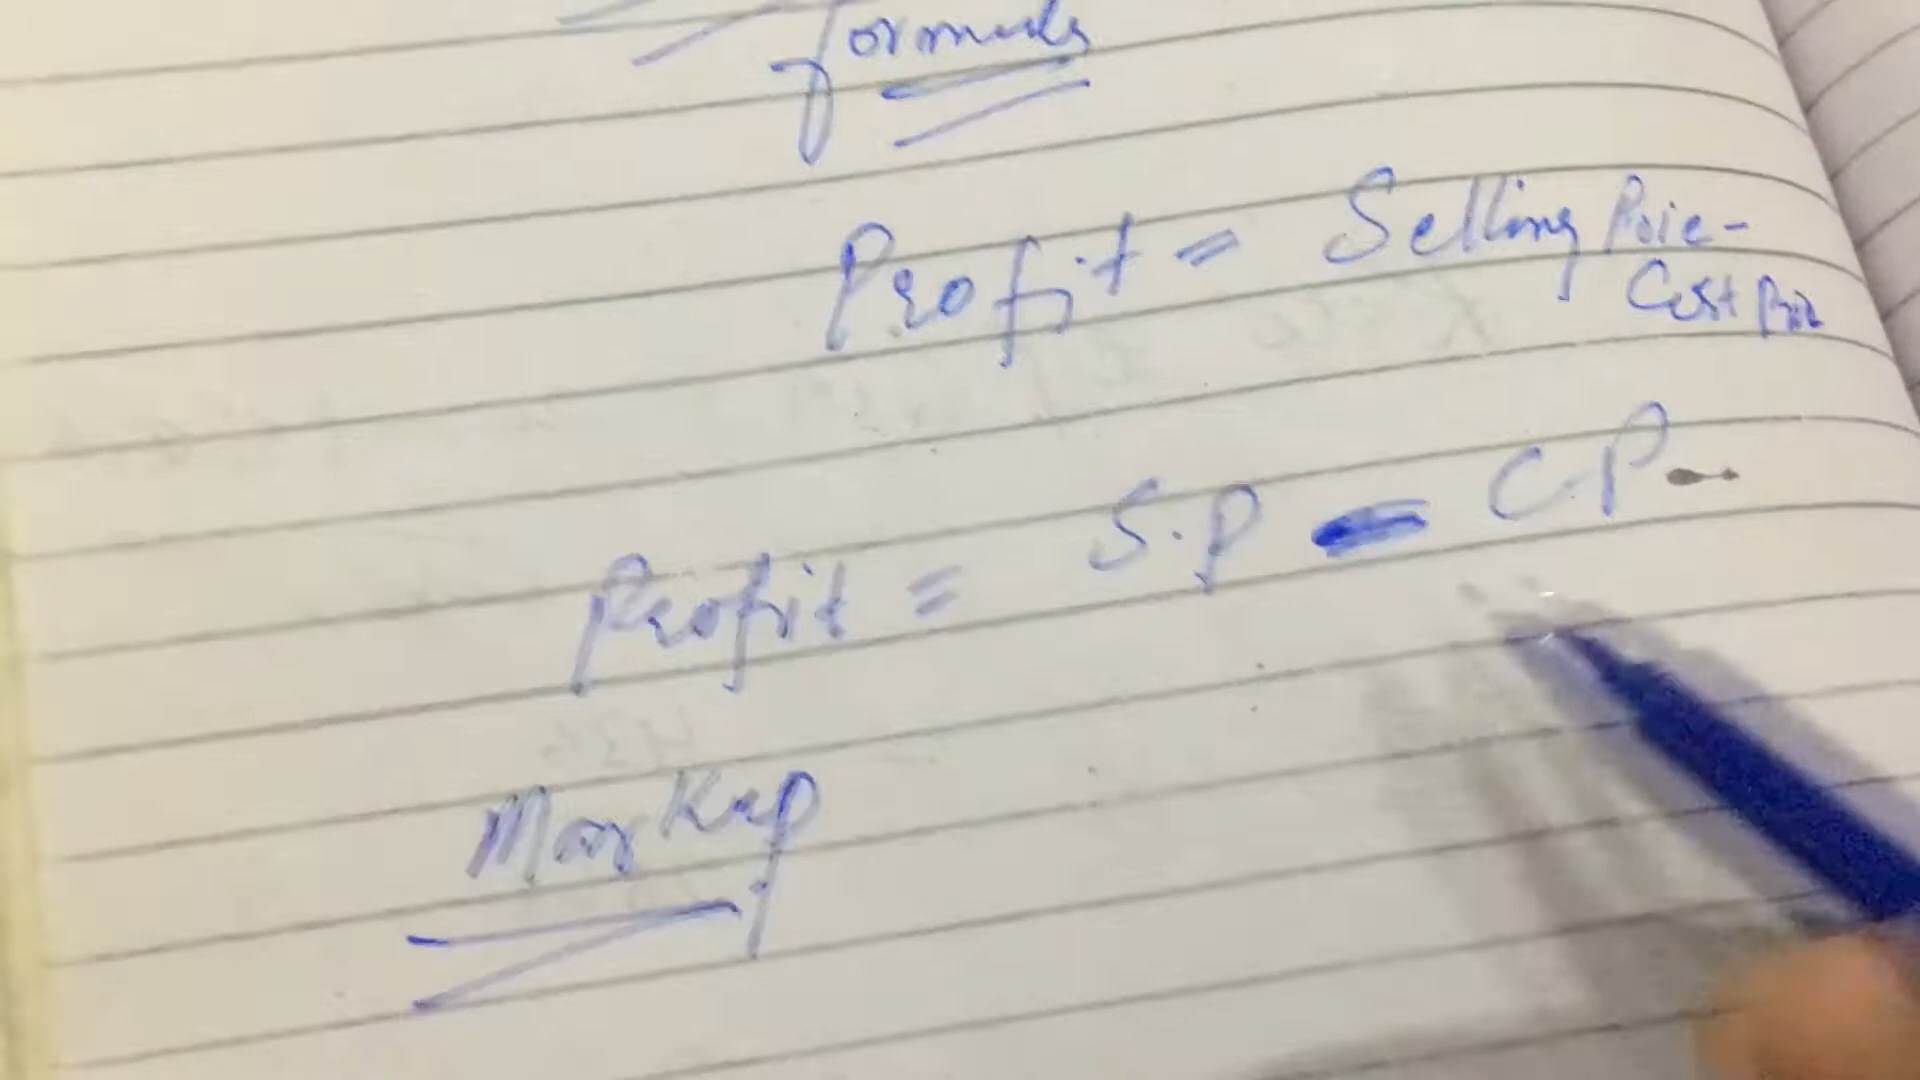 Formula
Profit = Selling Price -
Cost Price
Profit = S.P - C.P
Markup